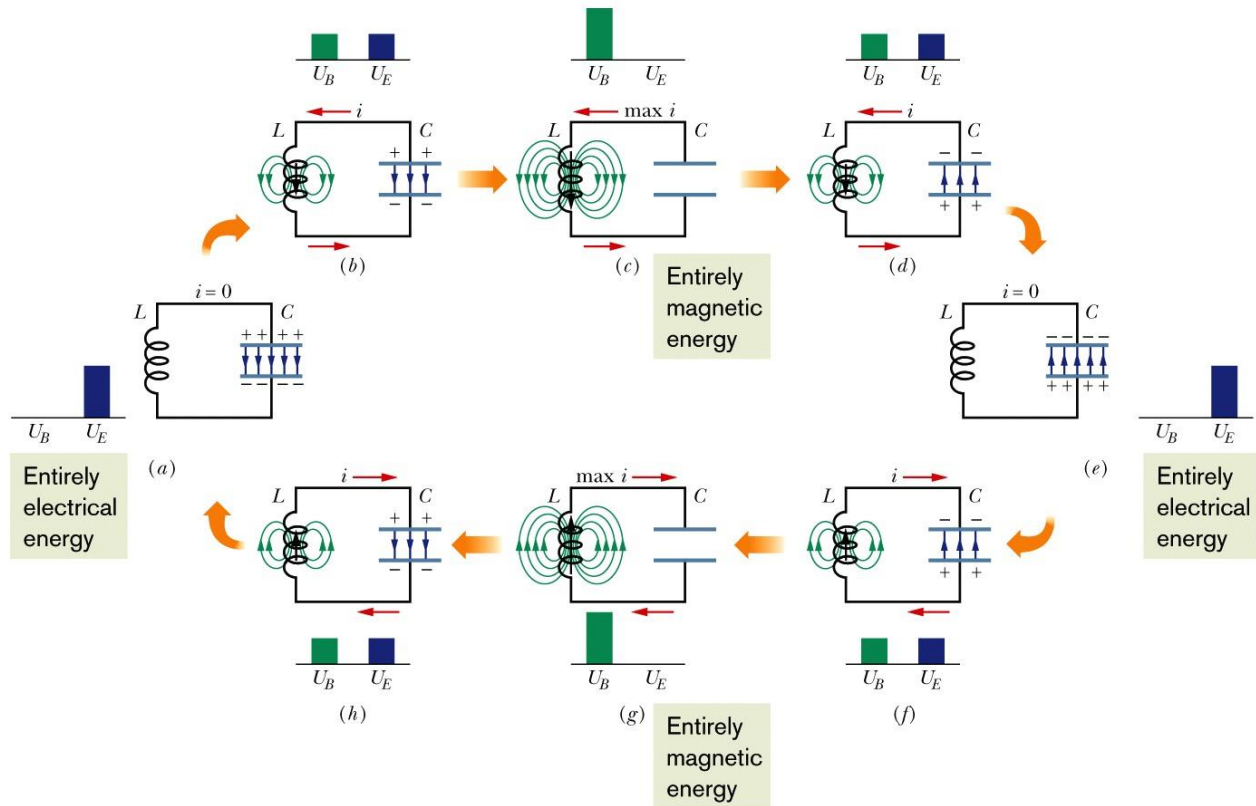 U_B U_E
i
L C
+ +
− −
(b)
U_B U_E
max i
L C
(c)
Entirely
magnetic
energy
U_B U_E
i
L C
− −
+ +
(d)
i = 0
L C
+ + + +
− − − −
U_B U_E
(a)
Entirely
electrical
energy
i = 0
L C
− − − −
+ + + +
U_B U_E
(e)
Entirely
electrical
energy
i
L C
+ +
− −
U_B U_E
(h)
max i
L C
U_B U_E
(g)
Entirely
magnetic
energy
i
L C
− −
+ +
U_B U_E
(f)